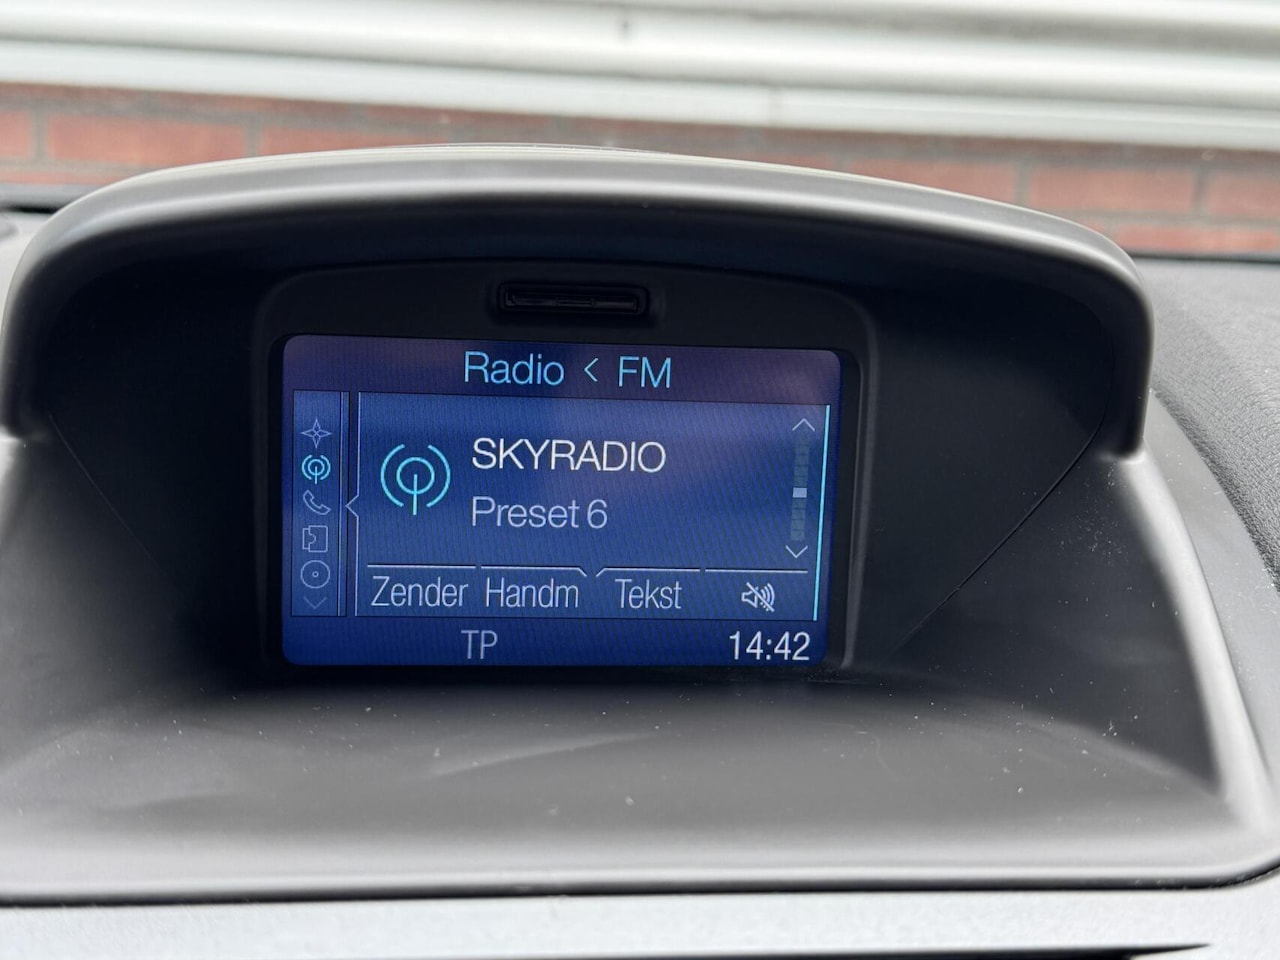 Radio < FM
SKYRADIO
Preset 6
Zender Handm Tekst
TP 14:42